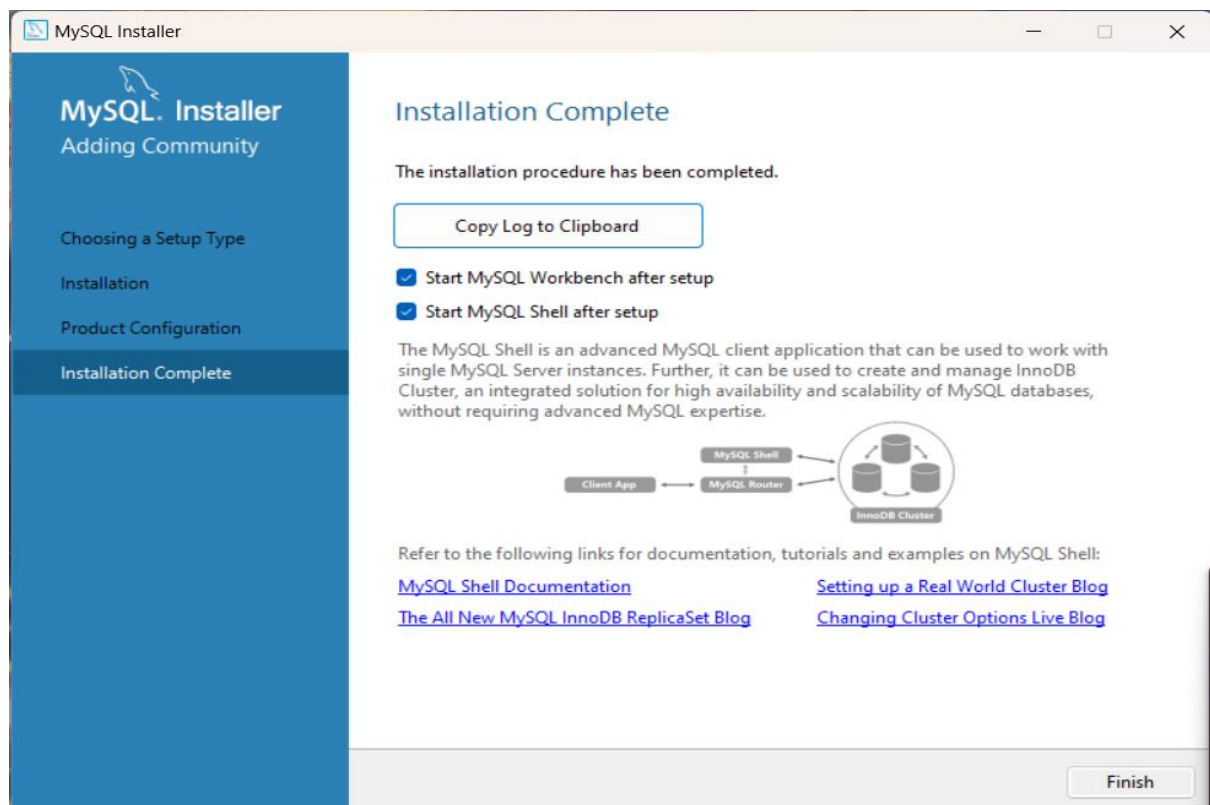 MySQL Installer
MySQL. Installer
Adding Community
Choosing a Setup Type
Installation
Product Configuration
Installation Complete
Installation Complete
The installation procedure has been completed.
Copy Log to Clipboard
Start MySQL Workbench after setup
Start MySQL Shell after setup
The MySQL Shell is an advanced MySQL client application that can be used to work with
single MySQL Server instances. Further, it can be used to create and manage InnoDB
Cluster, an integrated solution for high availability and scalability of MySQL databases,
without requiring advanced MySQL expertise.
MySQL Shell
Client App
MySQL Router
InnoDB Cluster
Refer to the following links for documentation, tutorials and examples on MySQL Shell:
MySQL Shell Documentation
Setting up a Real World Cluster Blog
The All New MySQL InnoDB ReplicaSet Blog
Changing Cluster Options Live Blog
Finish